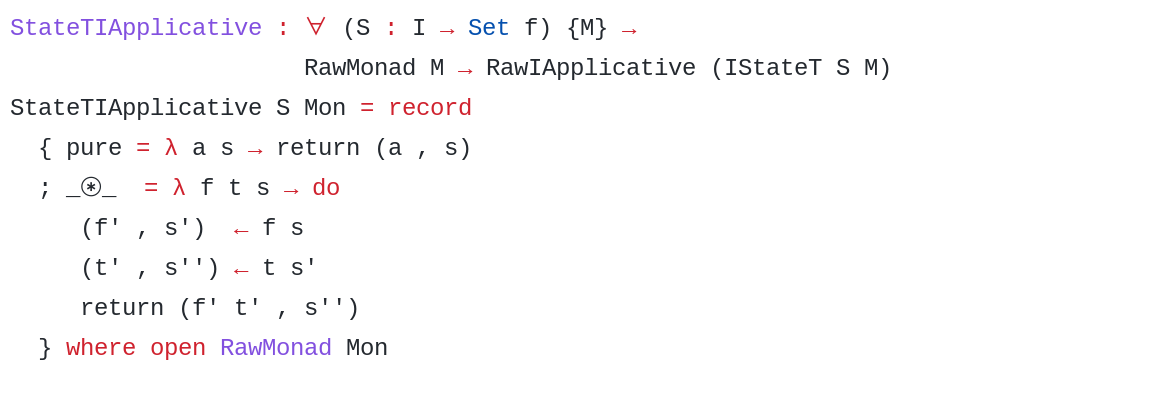 StateTIApplicative : ∀ (S : I → Set f) {M} →
                     RawMonad M → RawIApplicative (IStateT S M)
StateTIApplicative S Mon = record
  { pure = λ a s → return (a , s)
  ; _⊛_  = λ f t s → do
     (f' , s')  ← f s
     (t' , s'') ← t s'
     return (f' t' , s'')
  } where open RawMonad Mon